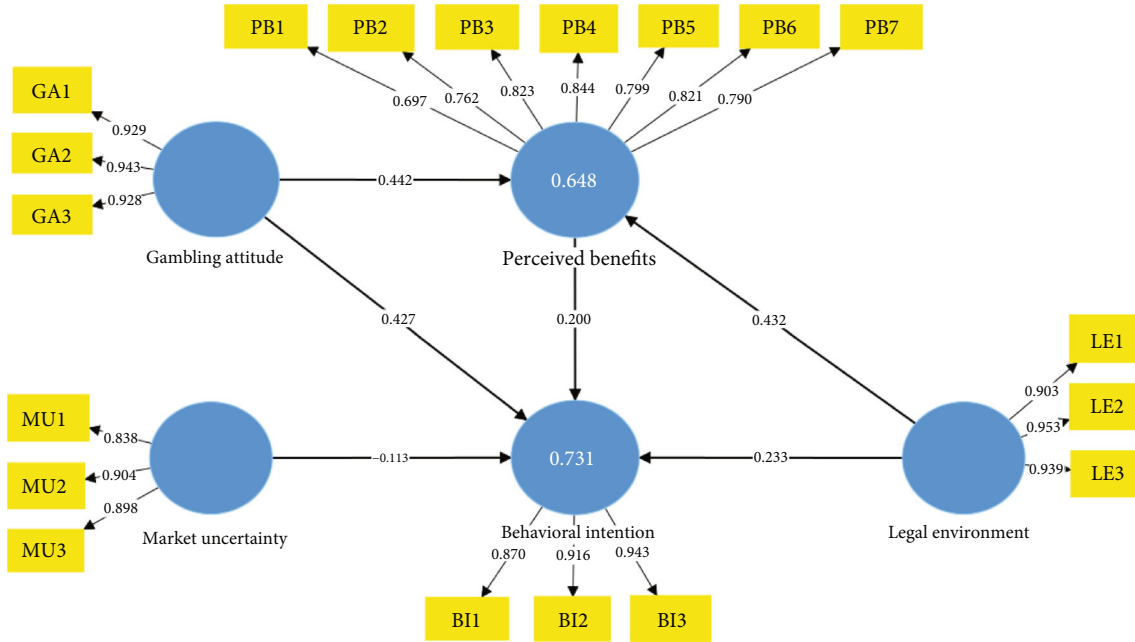 PB1 PB2 PB3 PB4 PB5 PB6 PB7
0.697 0.762 0.823 0.844 0.799 0.821 0.790
GA1
0.929
GA2
0.943
GA3
0.928
Gambling attitude
0.442
0.648
Perceived benefits
0.427
0.200
0.432
MU1
0.838
MU2
0.904
MU3
0.898
Market uncertainty
−0.113
0.731
Behavioral intention
0.233
LE1
0.903
LE2
0.953
LE3
0.939
Legal environment
0.870 0.916 0.943
BI1 BI2 BI3